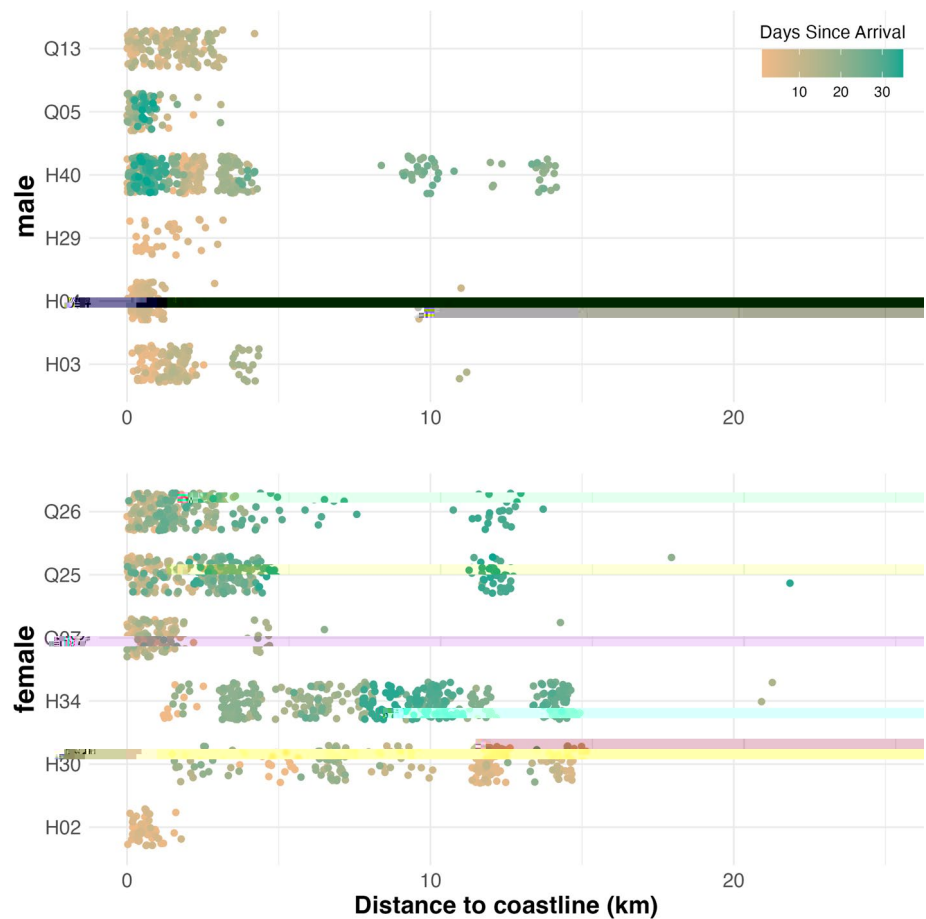 Days Since Arrival
10 20 30
Q13
Q05
H40
male
H29
H03
0 10 20
Q26
Q25
female
H34
H30
H02
0 10 20
Distance to coastline (km)